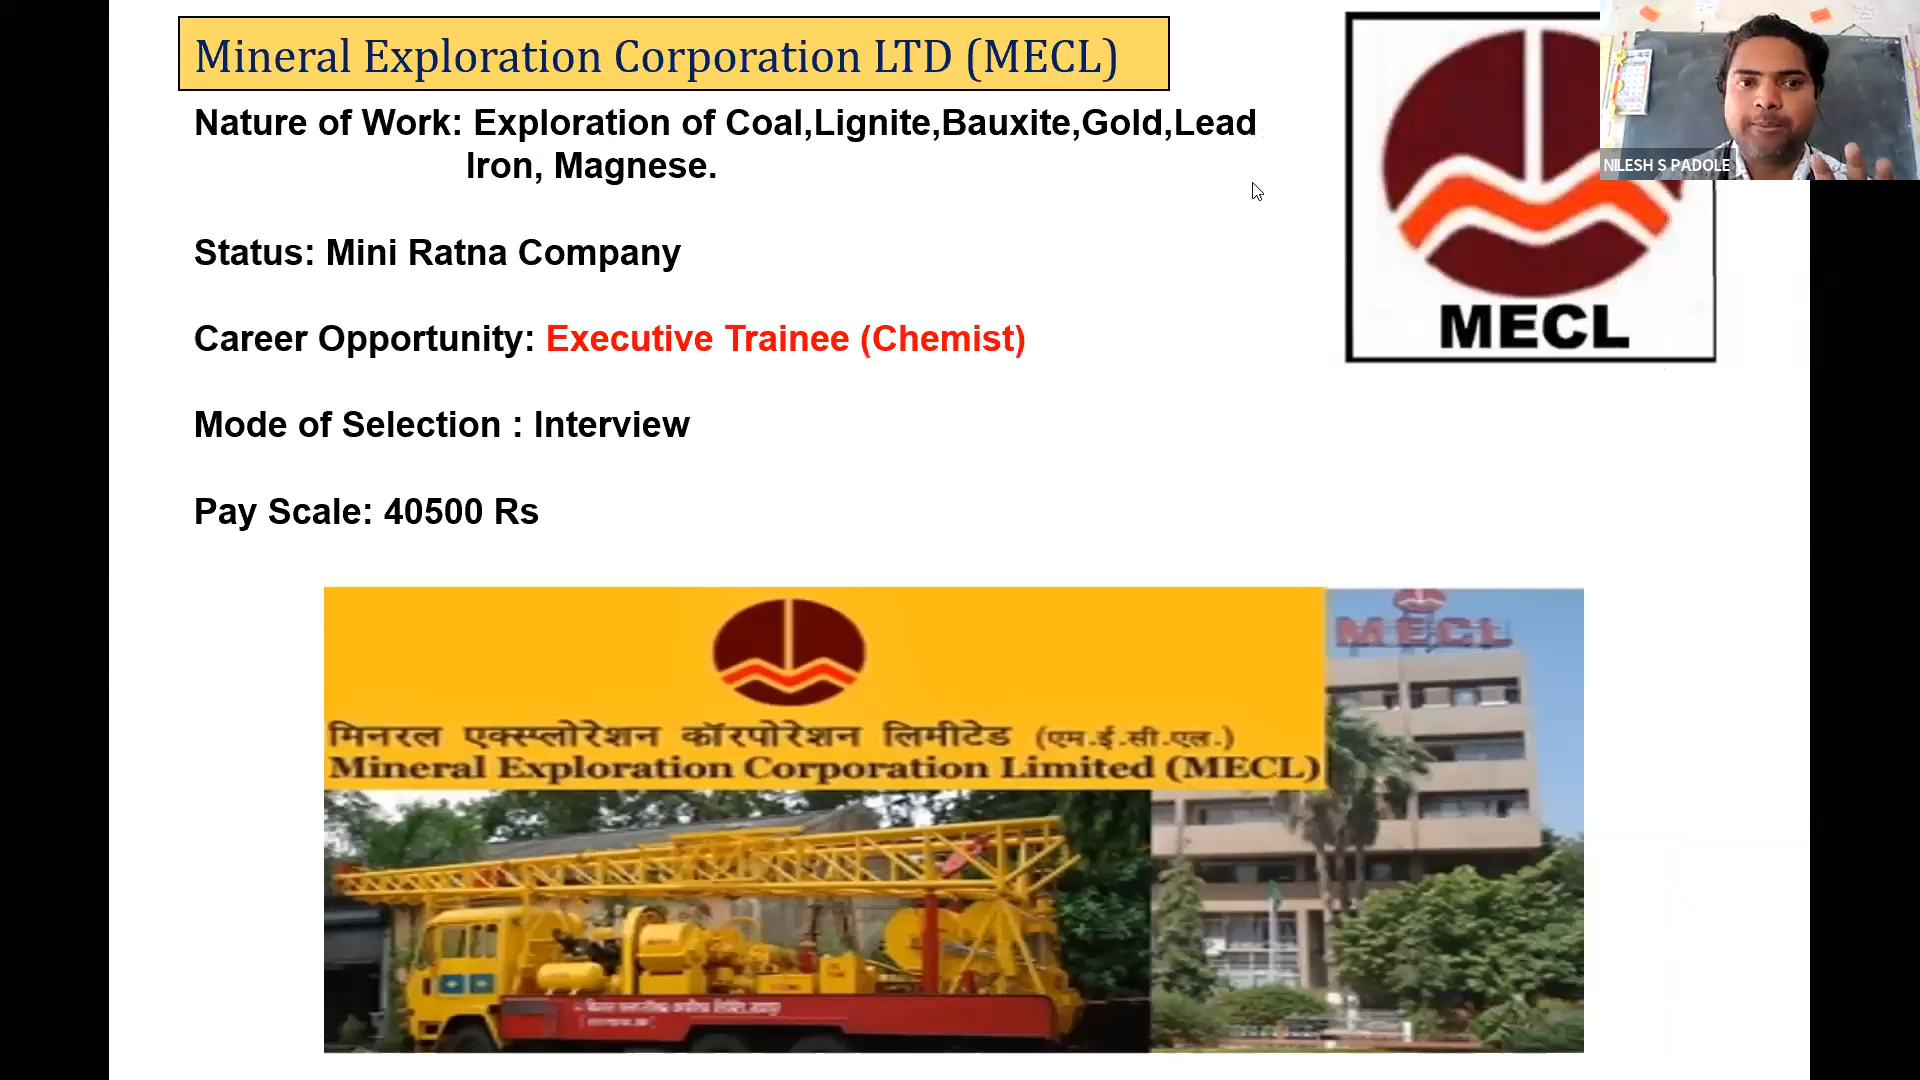 Mineral Exploration Corporation LTD (MECL)
Nature of Work: Exploration of Coal,Lignite,Bauxite,Gold,Lead
Iron, Magnese.
Status: Mini Ratna Company
Career Opportunity: Executive Trainee (Chemist)
Mode of Selection : Interview
Pay Scale: 40500 Rs
MECL
NILESH S PADOLE
MECL
मिनरल एक्स्प्लोरेशन कॉरपोरेशन लिमीटेड (एम.ई.सी.एल.)
Mineral Exploration Corporation Limited (MECL)